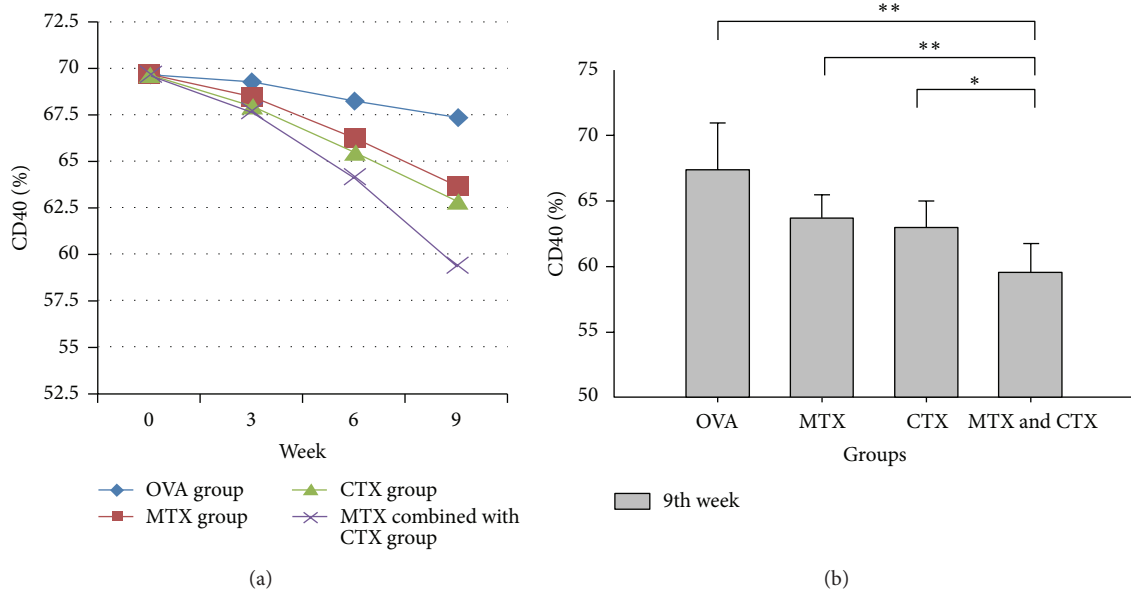 72.5
70
67.5
65
62.5
60
57.5
55
52.5
CD40 (%)
0 3 6 9
Week
OVA group
MTX group
CTX group
MTX combined with
CTX group
(a)
**
**
*
75
70
65
60
55
50
CD40 (%)
OVA MTX CTX MTX and CTX
Groups
9th week
(b)